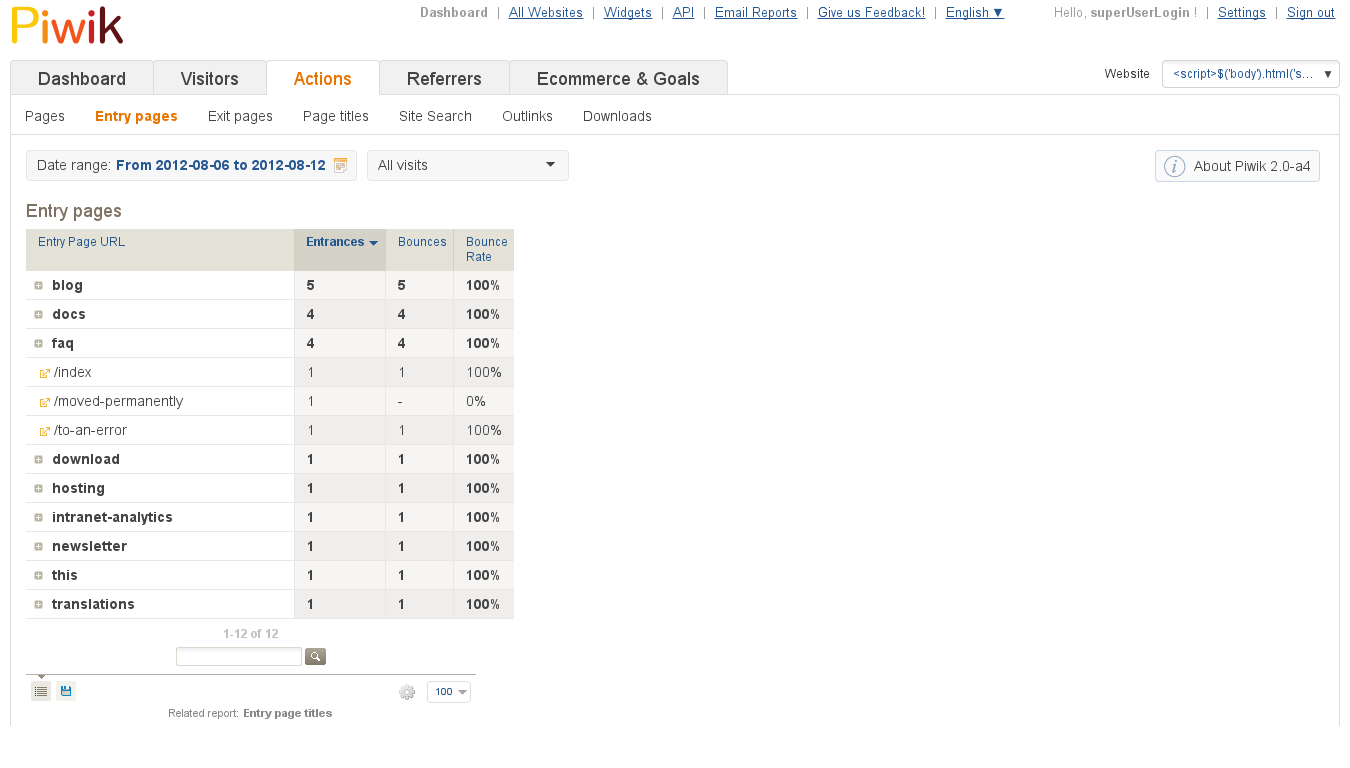 Piwik
Dashboard | All Websites | Widgets | API | Email Reports | Give us Feedback! | English ▼ Hello, superUserLogin ! | Settings | Sign out
Dashboard Visitors Actions Referrers Ecommerce & Goals
Website <script>$('body').html('s... ▼
Pages Entry pages Exit pages Page titles Site Search Outlinks Downloads
Date range: From 2012-08-06 to 2012-08-12 All visits
i About Piwik 2.0-a4
Entry pages
Entry Page URL Entrances Bounces Bounce
Rate
blog 5 5 100%
docs 4 4 100%
faq 4 4 100%
/index 1 1 100%
/moved-permanently 1 - 0%
/to-an-error 1 1 100%
download 1 1 100%
hosting 1 1 100%
intranet-analytics 1 1 100%
newsletter 1 1 100%
this 1 1 100%
translations 1 1 100%
1-12 of 12
100
Related report: Entry page titles